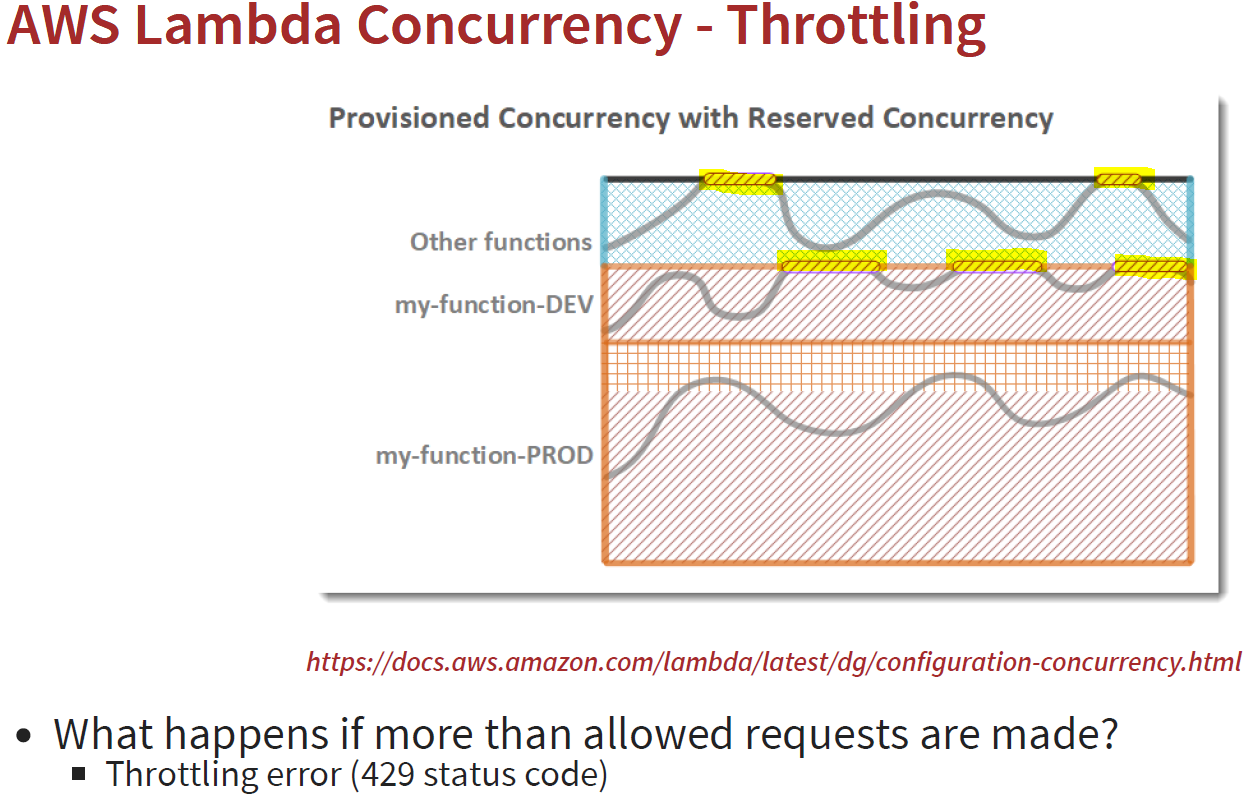 AWS Lambda Concurrency - Throttling
Provisioned Concurrency with Reserved Concurrency
Other functions
my-function-DEV
my-function-PROD
https://docs.aws.amazon.com/lambda/latest/dg/configuration-concurrency.html
• What happens if more than allowed requests are made?
▪ Throttling error (429 status code)